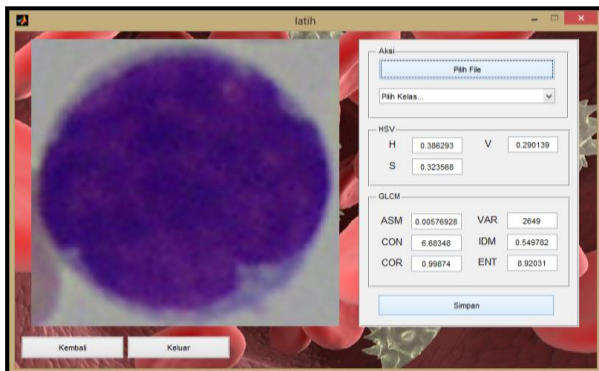 latih
Aksi
Pilih File
Pilih Kelas...
HSV
H 0.386293 V 0.290139
S 0.323568
GLCM
ASM 0.00576928 VAR 2649
CON 6.68348 IDM 0.549782
COR 0.99874 ENT 8.92031
Simpan
Kembali Keluar